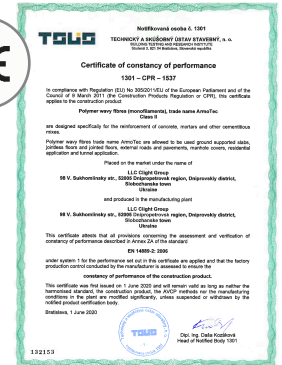 CE
TSÚS
Notifikovaná osoba č. 1301
TECHNICKÝ A SKÚŠOBNÝ ÚSTAV STAVEBNÝ, n. o.
BUILDING TESTING AND RESEARCH INSTITUTE
Studená 3, 821 04 Bratislava, Slovenská republika
Certificate of constancy of performance
1301 – CPR – 1537
In compliance with Regulation (EU) No 305/2011/EU of the European Parliament and of the
Council of 9 March 2011 (the Construction Products Regulation or CPR), this certificate
applies to the construction product
Polymer wavy fibres (monofilaments), trade name ArmoTec
Class II
are designed specifically for the reinforcement of concrete, mortars and other cementitious
mixes.
Polymer wavy fibres trade name ArmoTec are allowed to be used ground supported slabs,
jointless floors and jointed floors, external roads and pavements, manhole covers, residential
application and tunnel application.
Placed on the market under the name of
LLC Clight Group
98 V. Sukhomlinsky str., 52005 Dnipropetrovsk region, Dniprovskiy district,
Slobochanske town
Ukraine
and produced in the manufacturing plant
LLC Clight Group
98 V. Sukhomlinsky str., 52005 Dnipropetrovsk region, Dniprovskiy district,
Slobochanske town
Ukraine
This certificate attests that all provisions concerning the assessment and verification of
constancy of performance described in Annex ZA of the standard
EN 14889-2: 2006
under system 1 for the performance set out in this certificate are applied and that the factory
production control conducted by the manufacturer is assessed to ensure the
constancy of performance of the construction product.
This certificate was first issued on 1 June 2020 and will remain valid as long as neither the
harmonised standard, the construction product, the AVCP methods nor the manufacturing
conditions in the plant are modified significantly, unless suspended or withdrawn by the
notified product certification body.
Bratislava, 1 June 2020
TSÚS
Dipl. Ing. Daša Kozáková
Head of Notified Body 1301
132153